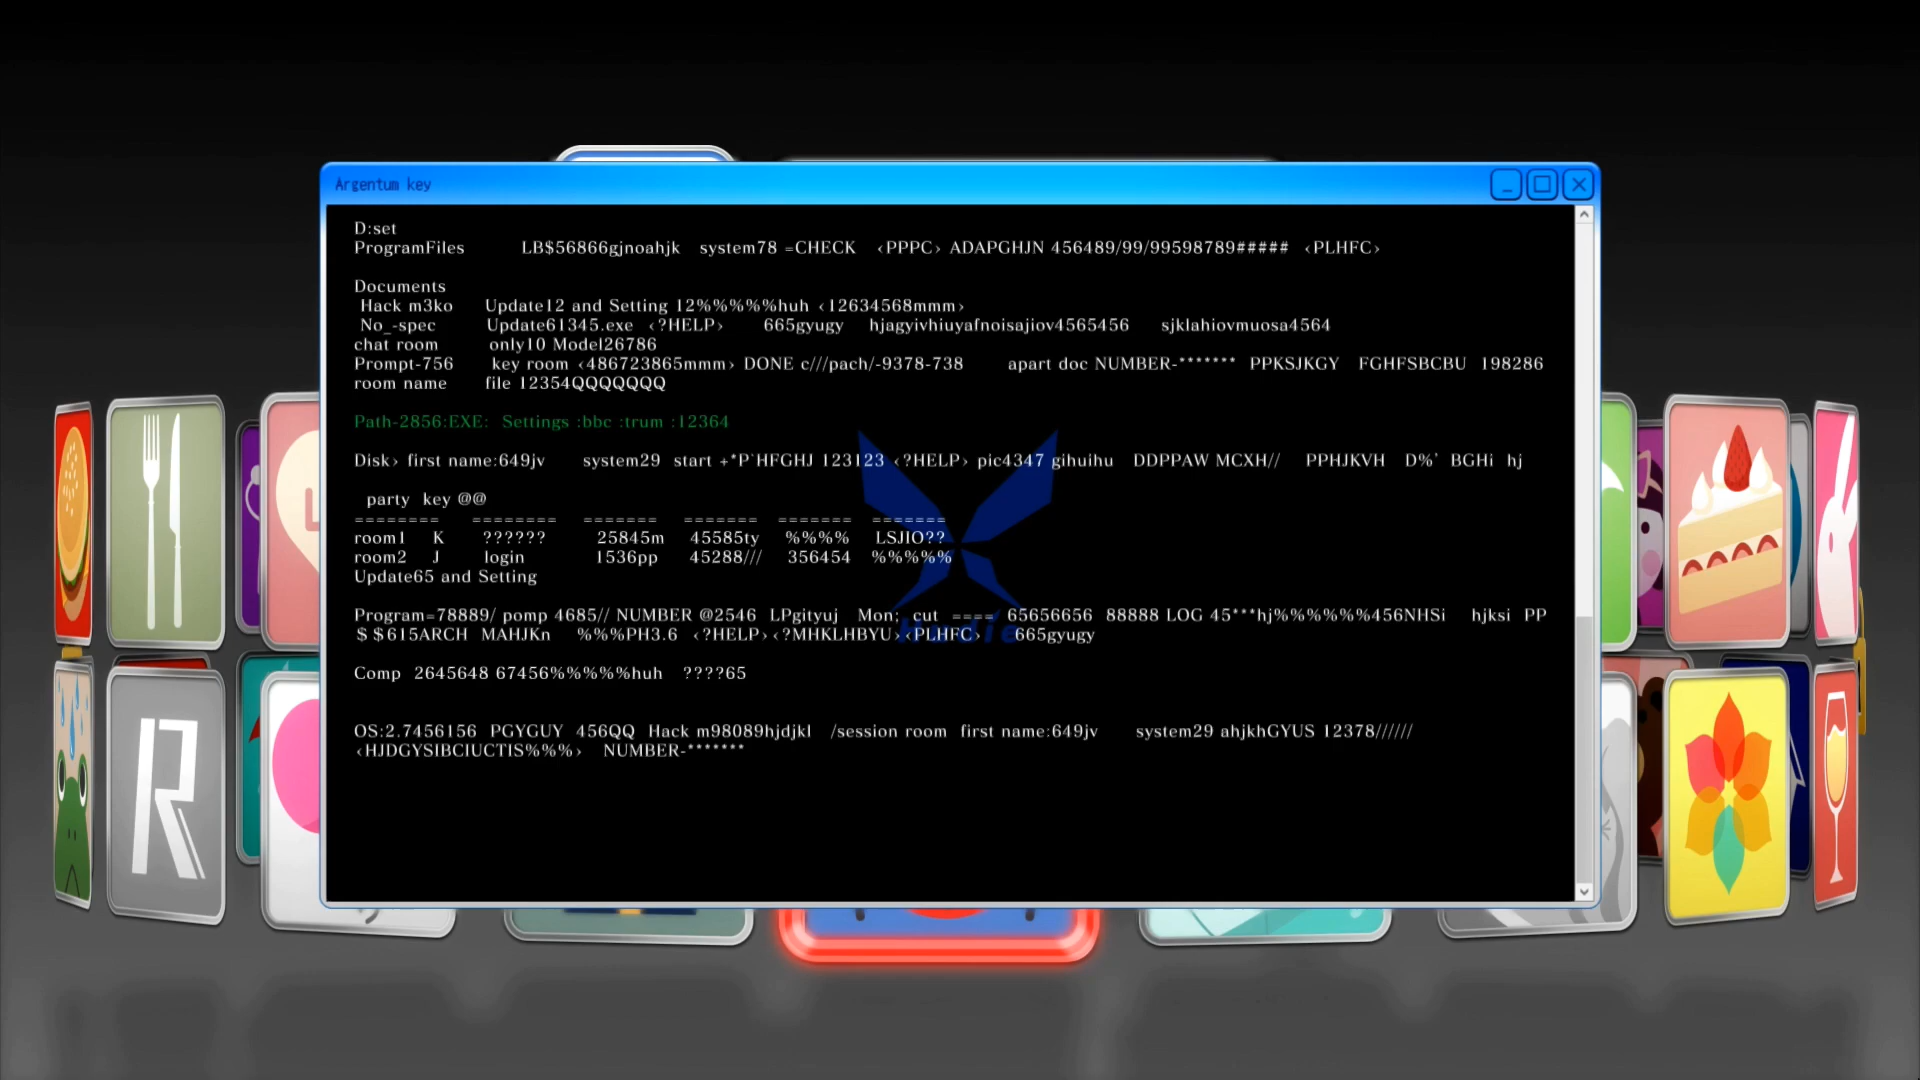 Argentum key
D:set
ProgramFiles LB$56866gjnoahjk system78 =CHECK ‹PPPC› ADAPGHJN 456489/99/99598789##### ‹PLHFC›
Documents
Hack m3ko Update12 and Setting 12%%%%%huh ‹12634568mmm›
No_-spec Update61345.exe ‹?HELP› 665gyugy hjagyivhiuyafnoisajiov4565456 sjklahiovmuosa4564
chat room only10 Model26786
Prompt-756 key room ‹486723865mmm› DONE c///pach/-9378-738 apart doc NUMBER-******* PPKSJKGY FGHFSBCBU 198286
room name file 12354QQQQQQQ
Path-2856:EXE: Settings :bbc :trum :12364
Disk› first name:649jv system29 start +*P`HFGHJ 123123 ‹?HELP› pic4347 gihuihu DDPPAW MCXH// PPHJKVH D%' BGHi hj
party key @@
======== ======== ======= ======= ======= =======
room1 K ?????? 25845m 45585ty %%%% LSJIO??
room2 J login 1536pp 45288/// 356454 %%%%%
Update65 and Setting
Program=78889/ pomp 4685// NUMBER @2546 LPgityuj Mon; cut ==== 65656656 88888 LOG 45***hj%%%%%%456NHSi hjksi PP
$$615ARCH MAHJKn %%%PH3.6 ‹?HELP›‹?MHKLHBYU›‹PLHFC› 665gyugy
Comp 2645648 67456%%%%%huh ????65
OS:2.7456156 PGYGUY 456QQ Hack m98089hjdjkl /session room first name:649jv system29 ahjkhGYUS 12378//////
‹HJDGYSIBCIUCTIS%%%› NUMBER-*******
R